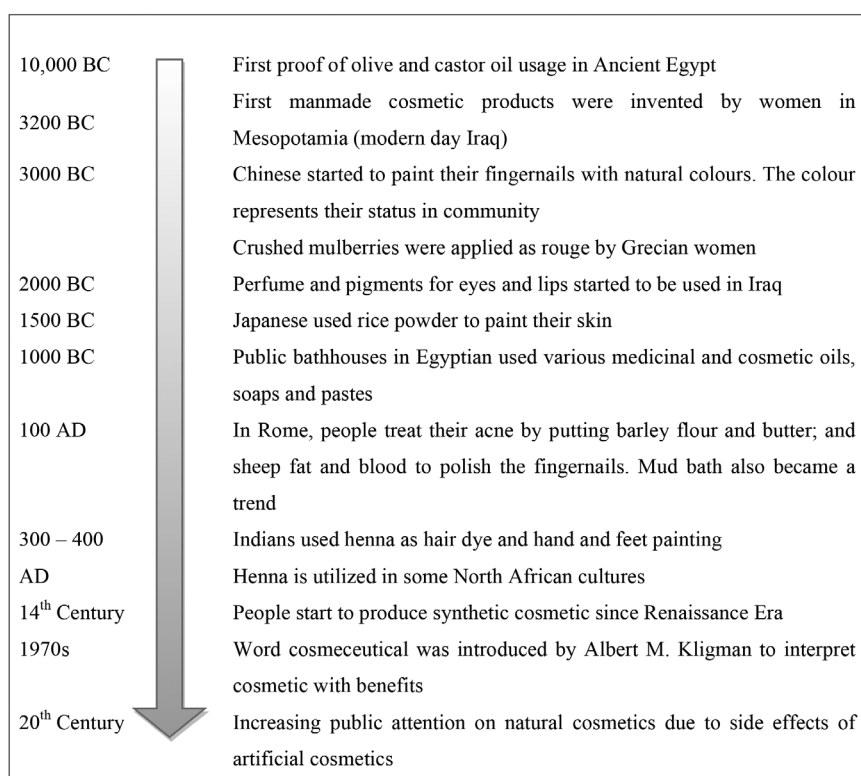 10,000 BC First proof of olive and castor oil usage in Ancient Egypt
First manmade cosmetic products were invented by women in
3200 BC
Mesopotamia (modern day Iraq)
3000 BC Chinese started to paint their fingernails with natural colours. The colour
represents their status in community
Crushed mulberries were applied as rouge by Grecian women
2000 BC Perfume and pigments for eyes and lips started to be used in Iraq
1500 BC Japanese used rice powder to paint their skin
1000 BC Public bathhouses in Egyptian used various medicinal and cosmetic oils,
soaps and pastes
100 AD In Rome, people treat their acne by putting barley flour and butter; and
sheep fat and blood to polish the fingernails. Mud bath also became a
trend
300 – 400 Indians used henna as hair dye and hand and feet painting
AD Henna is utilized in some North African cultures
14th Century People start to produce synthetic cosmetic since Renaissance Era
1970s Word cosmeceutical was introduced by Albert M. Kligman to interpret
cosmetic with benefits
20th Century Increasing public attention on natural cosmetics due to side effects of
artificial cosmetics